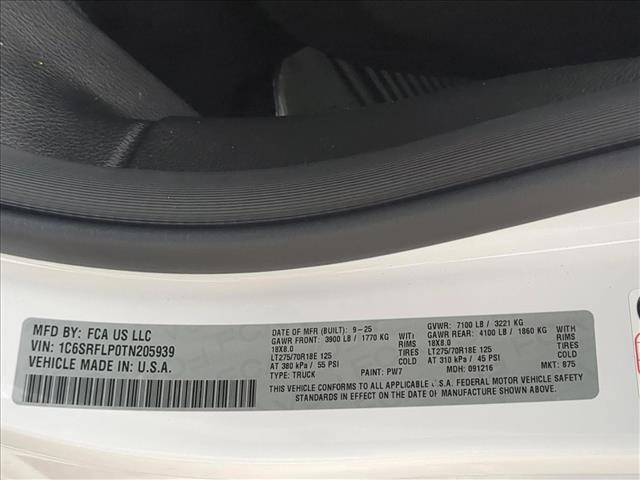 MFD BY: FCA US LLC
VIN: 1C6SRFLP0TN205939
VEHICLE MADE IN: U.S.A.
DATE OF MFR (BUILT): 9-25 GVWR: 7100 LB / 3221 KG
GAWR FRONT: 3900 LB / 1770 KG WITH GAWR REAR: 4100 LB / 1860 KG WITH
18X8.0 RIMS 18X8.0 RIMS
LT275/70R18E 125 TIRES LT275/70R18E 125 TIRES
AT 380 kPa / 55 PSI COLD AT 310 kPa / 45 PSI COLD
TYPE: TRUCK PAINT: PW7 MDH: 091216 MKT: 875
THIS VEHICLE CONFORMS TO ALL APPLICABLE U.S.A. FEDERAL MOTOR VEHICLE SAFETY
STANDARDS IN EFFECT ON THE DATE OF MANUFACTURE SHOWN ABOVE.